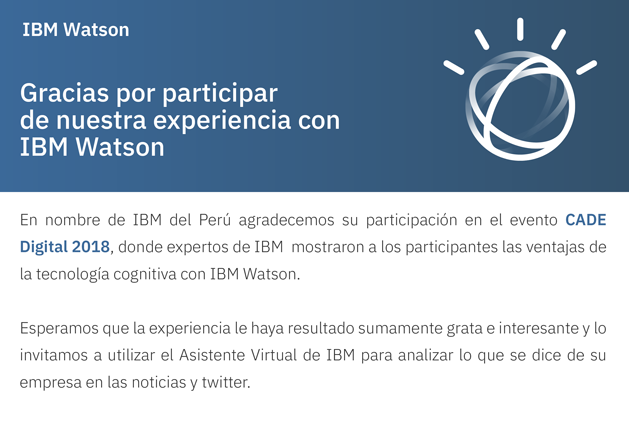 IBM Watson
Gracias por participar
de nuestra experiencia con
IBM Watson
En nombre de IBM del Perú agradecemos su participación en el evento CADE
Digital 2018, donde expertos de IBM mostraron a los participantes las ventajas de
la tecnología cognitiva con IBM Watson.
Esperamos que la experiencia le haya resultado sumamente grata e interesante y lo
invitamos a utilizar el Asistente Virtual de IBM para analizar lo que se dice de su
empresa en las noticias y twitter.